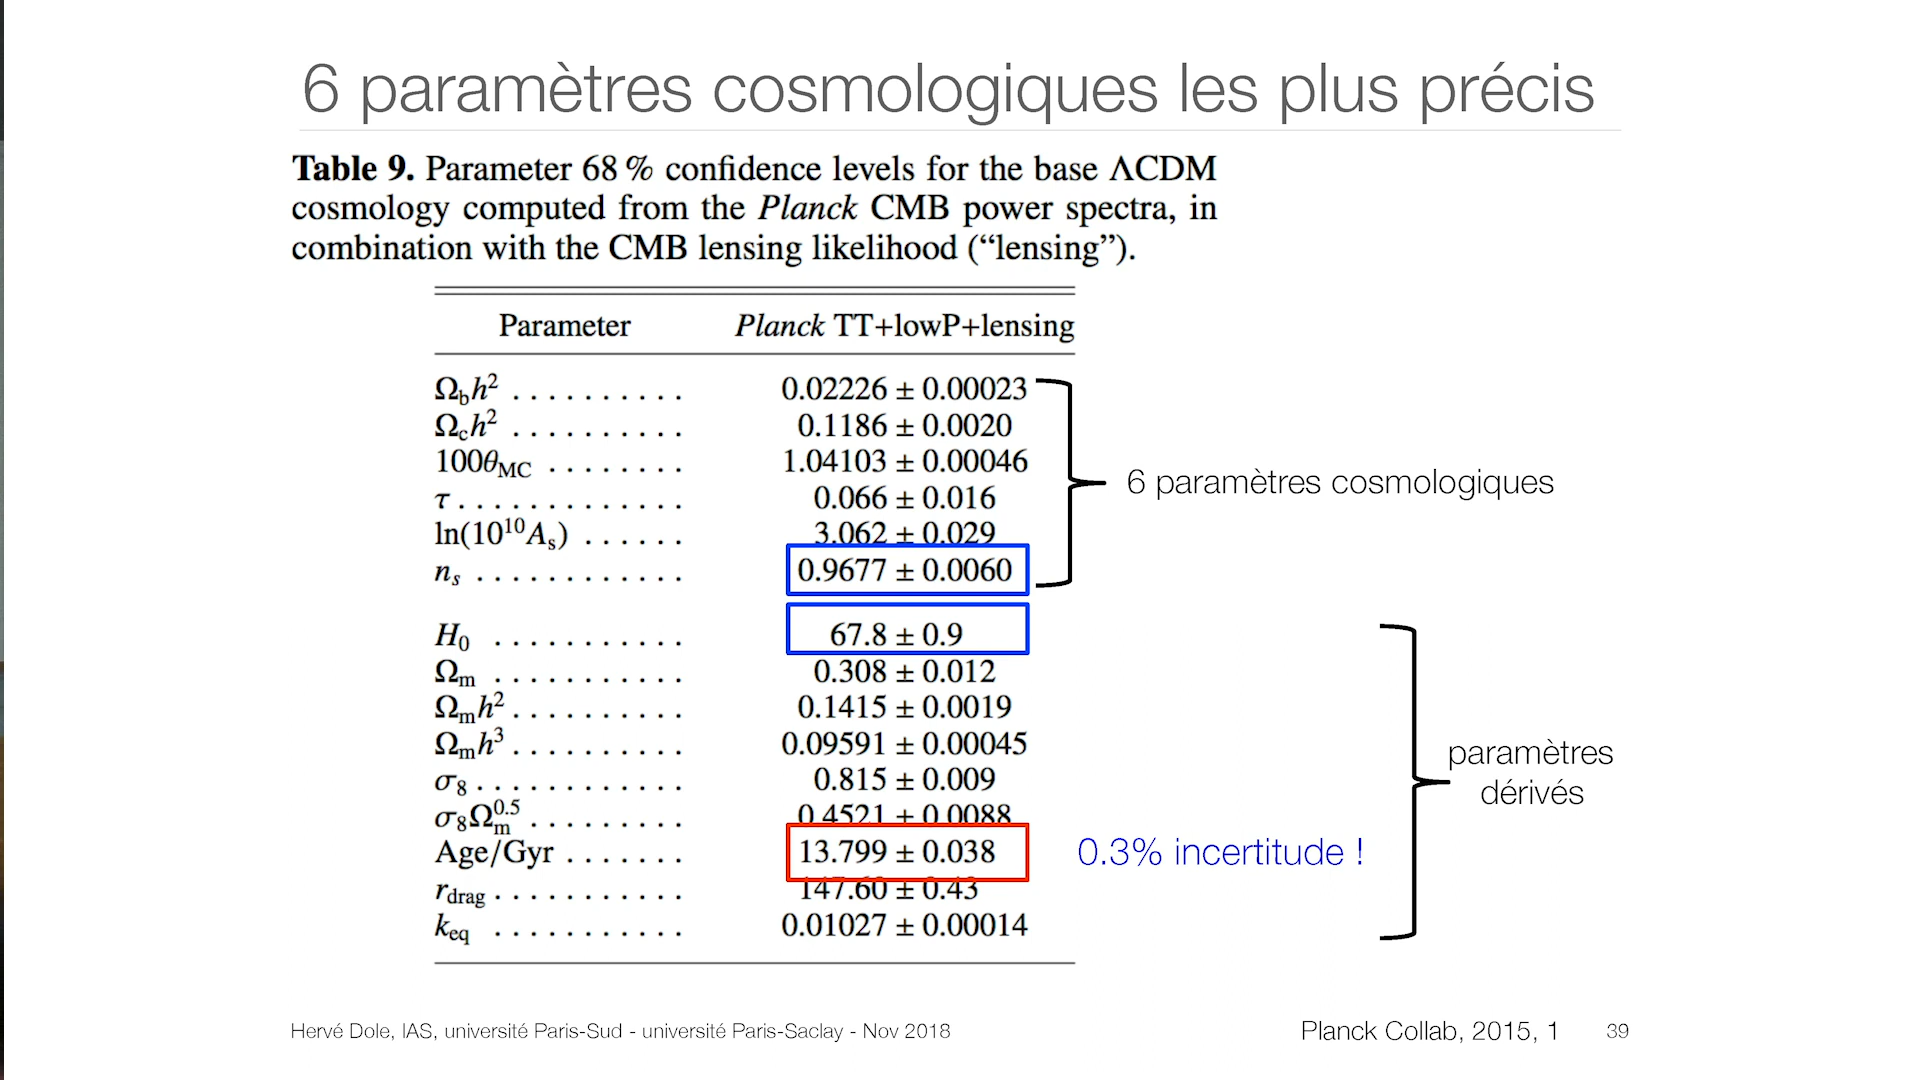 6 paramètres cosmologiques les plus précis
Table 9. Parameter 68 % confidence levels for the base ΛCDM
cosmology computed from the Planck CMB power spectra, in
combination with the CMB lensing likelihood (“lensing”).
Parameter Planck TT+lowP+lensing
Ω_b h² . . . . . . . . . . 0.02226 ± 0.00023
Ω_c h² . . . . . . . . . . 0.1186 ± 0.0020
100θ_MC . . . . . . . . 1.04103 ± 0.00046
τ . . . . . . . . . . . . . 0.066 ± 0.016
ln(10¹⁰A_s) . . . . . . 3.062 ± 0.029
n_s . . . . . . . . . . . . 0.9677 ± 0.0060
6 paramètres cosmologiques
H₀ . . . . . . . . . . . 67.8 ± 0.9
Ω_m . . . . . . . . . . . 0.308 ± 0.012
Ω_m h² . . . . . . . . . . 0.1415 ± 0.0019
Ω_m h³ . . . . . . . . . . 0.09591 ± 0.00045
σ₈ . . . . . . . . . . . . 0.815 ± 0.009
σ₈Ω_m^0.5 . . . . . . . . . 0.4521 ± 0.0088
Age/Gyr . . . . . . . 13.799 ± 0.038
r_drag . . . . . . . . . . . 147.60 ± 0.43
k_eq . . . . . . . . . . . 0.01027 ± 0.00014
paramètres
dérivés
0.3% incertitude !
Hervé Dole, IAS, université Paris-Sud - université Paris-Saclay - Nov 2018
Planck Collab, 2015, 1
39